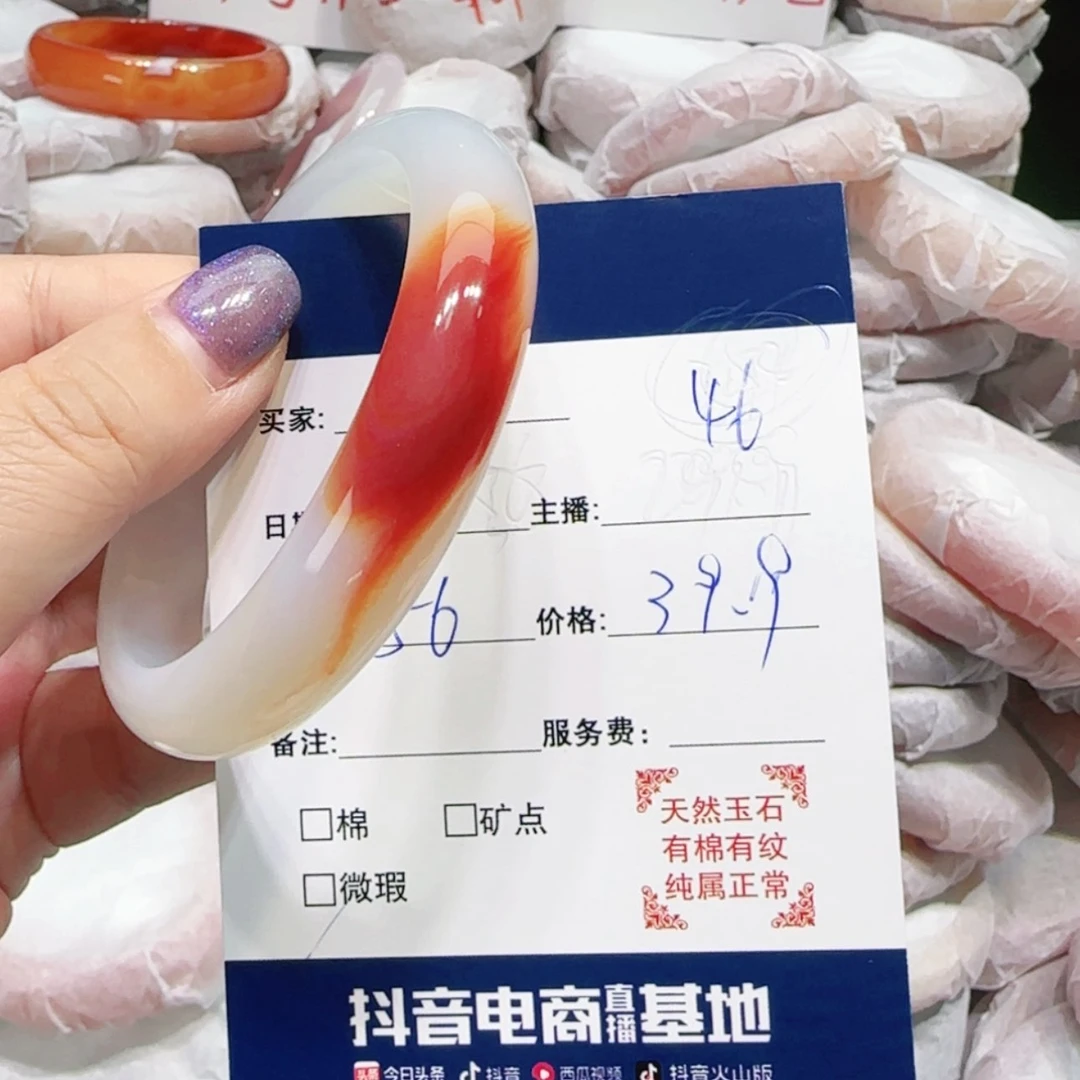 46
买家:
主播:
56 价格: 39.9
备注: 服务费:
□棉 □矿点
□微瑕
天然玉石
有棉有纹
纯属正常
抖音电商直播基地
头条 今日头条 抖音 西瓜视频 抖音火山版